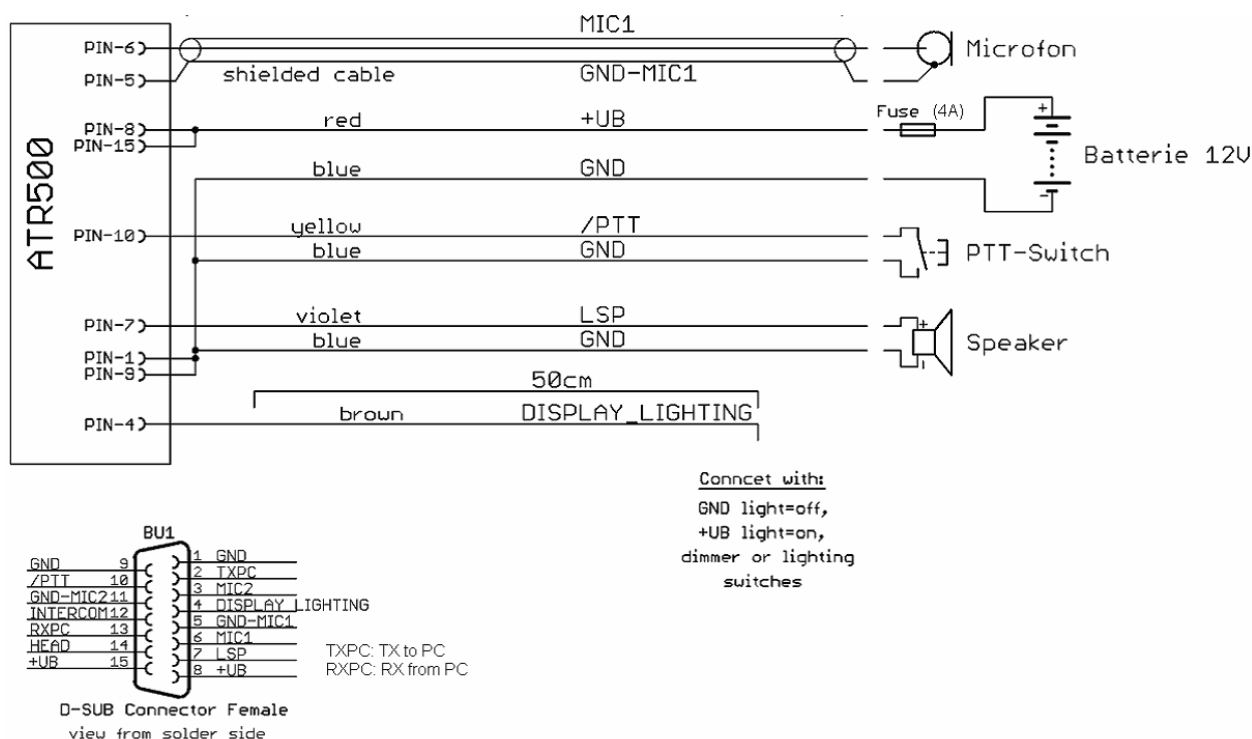 MIC1
PIN-6
Microfon
PIN-5
shielded cable
GND-MIC1
Fuse (4A)
+
PIN-8
red
+UB
PIN-15
Batterie 12V
blue
GND
-
ATR500
yellow
/PTT
PIN-10
blue
GND
PTT-Switch
violet
LSP
PIN-7
+
blue
GND
Speaker
PIN-1
-
PIN-9
50cm
brown
DISPLAY_LIGHTING
PIN-4
Conncet with:
GND light=off,
+UB light=on,
dimmer or lighting
switches
BU1
1 GND
GND 9
2 TXPC
/PTT 10
3 MIC2
GND-MIC2 11
4 DISPLAY_LIGHTING
INTERCOM 12
5 GND-MIC1
RXPC 13
6 MIC1
HEAD 14
7 LSP
+UB 15
8 +UB
TXPC: TX to PC
RXPC: RX from PC
D-SUB Connector Female
view from solder side